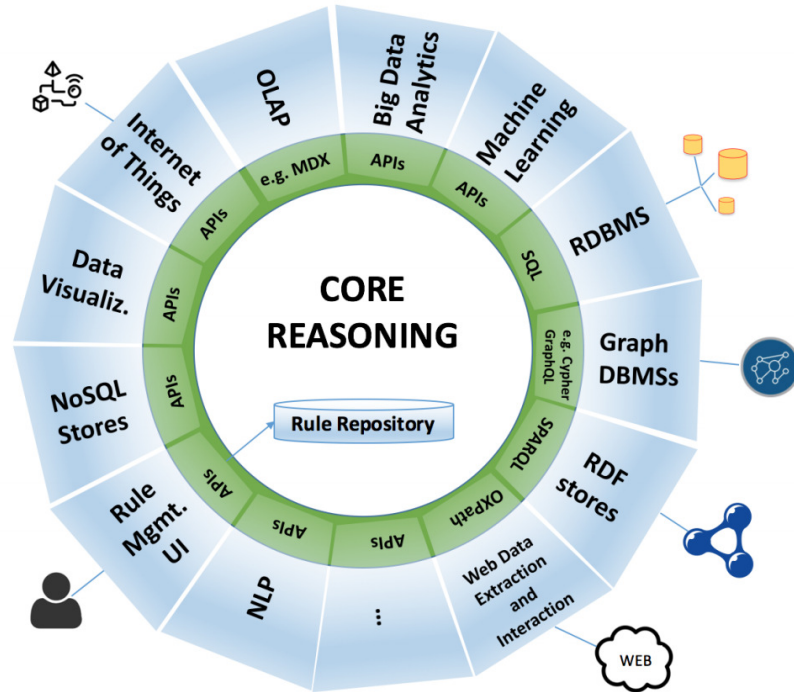 OLAP
e.g. MDX
Big Data
Analytics
APIs
Machine
Learning
APIs
RDBMS
SQL
Graph
DBMSs
e.g. Cypher
GraphQL
RDF
stores
SPARQL
Web Data
Extraction
and
Interaction
OXPath
WEB
...
APIs
NLP
APIs
Rule
Mgmt.
UI
APIs
NoSQL
Stores
APIs
Data
Visualiz.
APIs
Internet
of Things
APIs
CORE
REASONING
Rule Repository